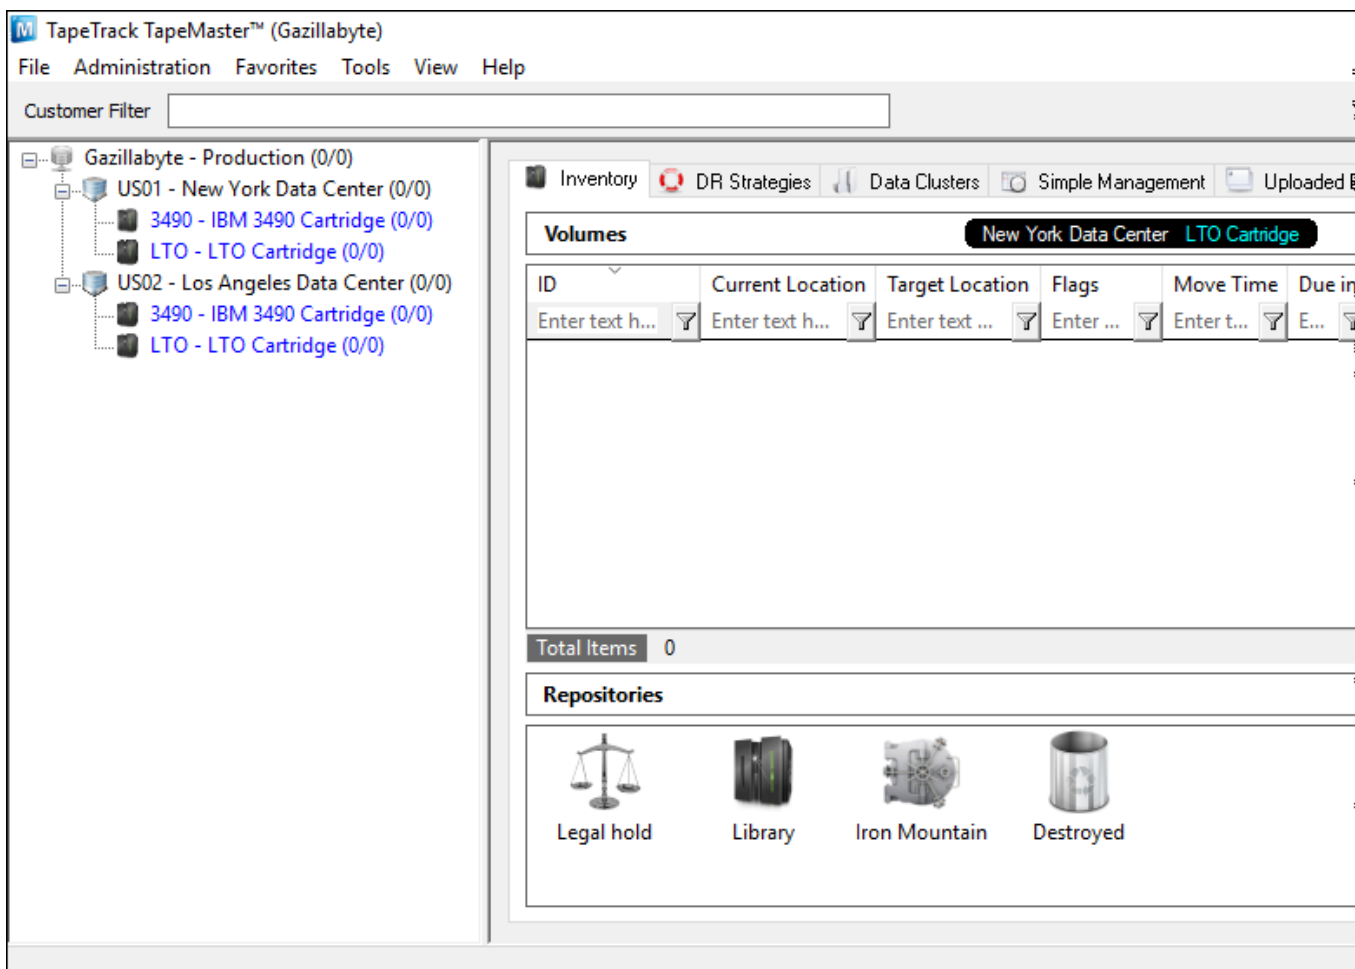 TapeTrack TapeMaster™ (Gazillabyte)
File Administration Favorites Tools View Help
Customer Filter
Gazillabyte - Production (0/0)
US01 - New York Data Center (0/0)
3490 - IBM 3490 Cartridge (0/0)
LTO - LTO Cartridge (0/0)
US02 - Los Angeles Data Center (0/0)
3490 - IBM 3490 Cartridge (0/0)
LTO - LTO Cartridge (0/0)
Inventory DR Strategies Data Clusters Simple Management Uploaded
Volumes New York Data Center LTO Cartridge
ID Current Location Target Location Flags Move Time Due in
Enter text h... Enter text h... Enter text ... Enter ... Enter t... E...
Total Items 0
Repositories
Legal hold Library Iron Mountain Destroyed